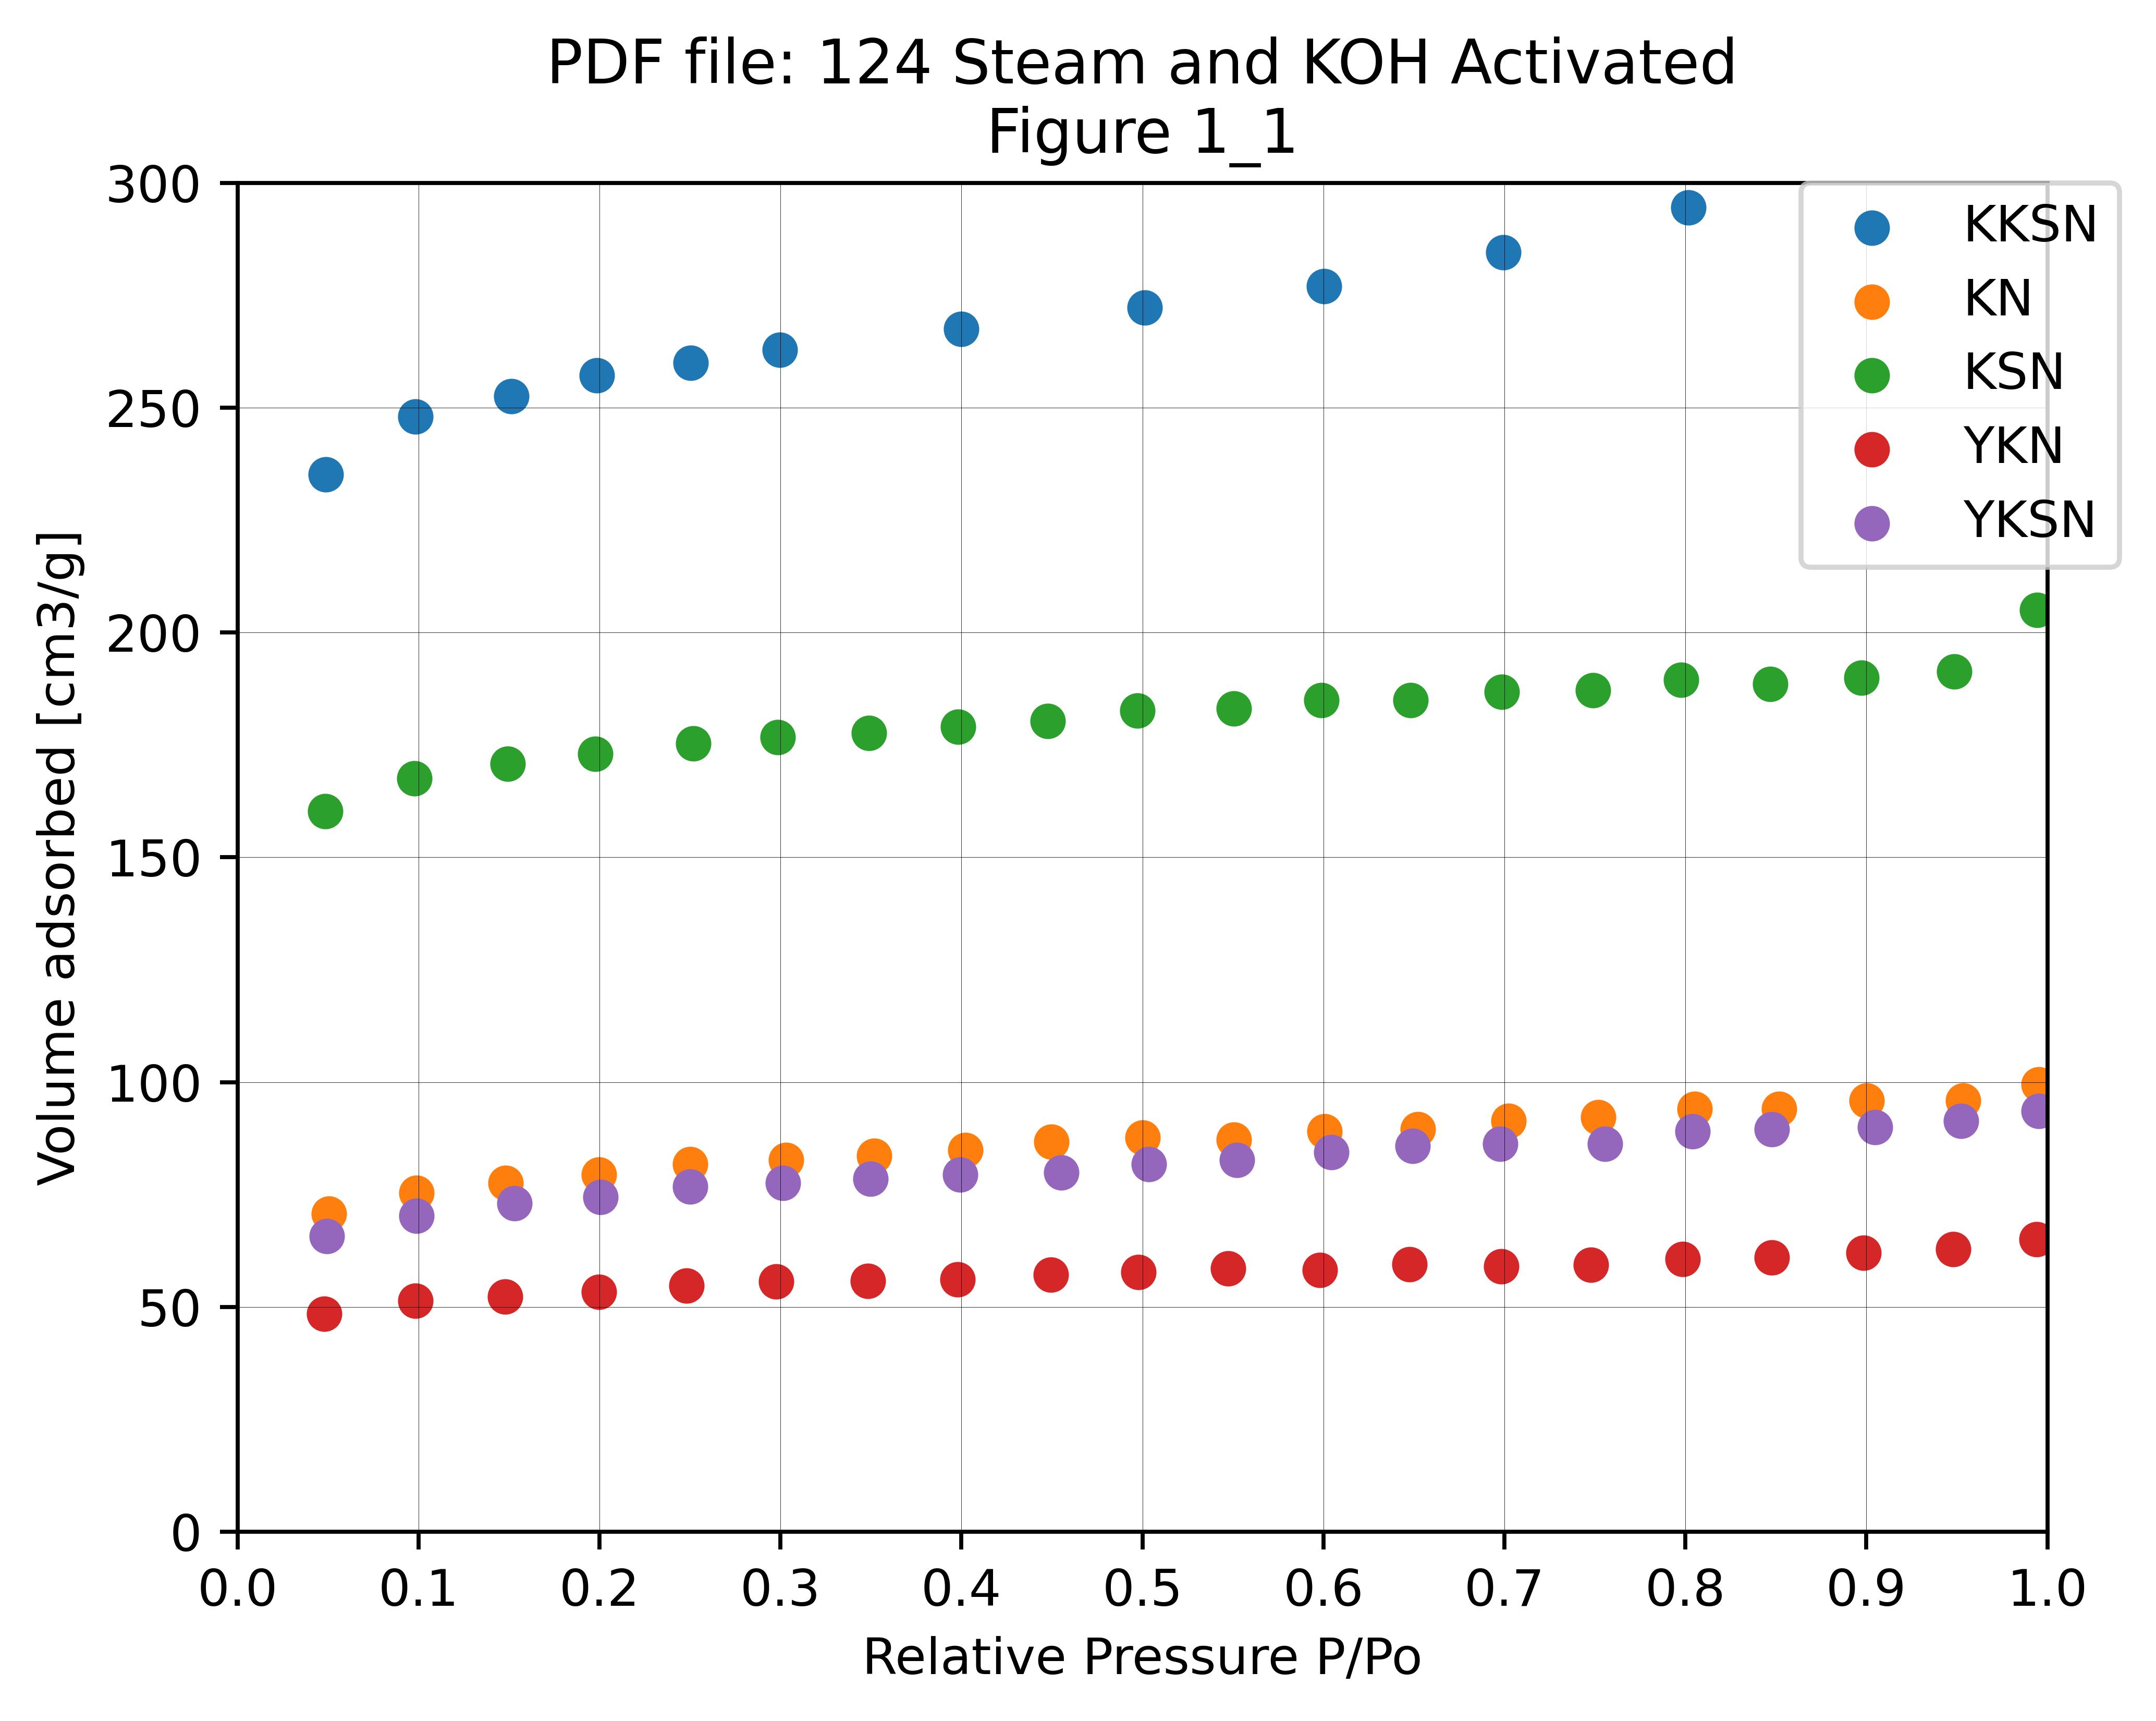 PDF file: 124 Steam and KOH Activated
Figure 1_1
300
250
200
150
100
50
0
Volume adsorbed [cm3/g]
KKSN
KN
KSN
YKN
YKSN
0.0 0.1 0.2 0.3 0.4 0.5 0.6 0.7 0.8 0.9 1.0
Relative Pressure P/Po